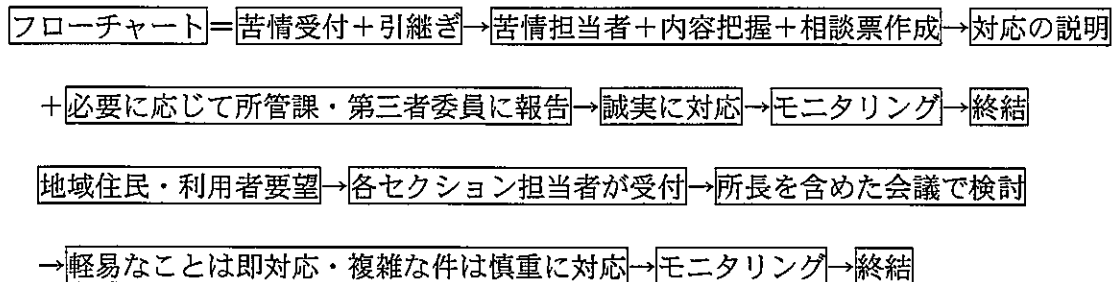 フローチャート＝苦情受付＋引継ぎ→苦情担当者＋内容把握＋相談票作成→対応の説明
＋必要に応じて所管課・第三者委員に報告→誠実に対応→モニタリング→終結
地域住民・利用者要望→各セクション担当者が受付→所長を含めた会議で検討
→軽易なことは即対応・複雑な件は慎重に対応→モニタリング→終結